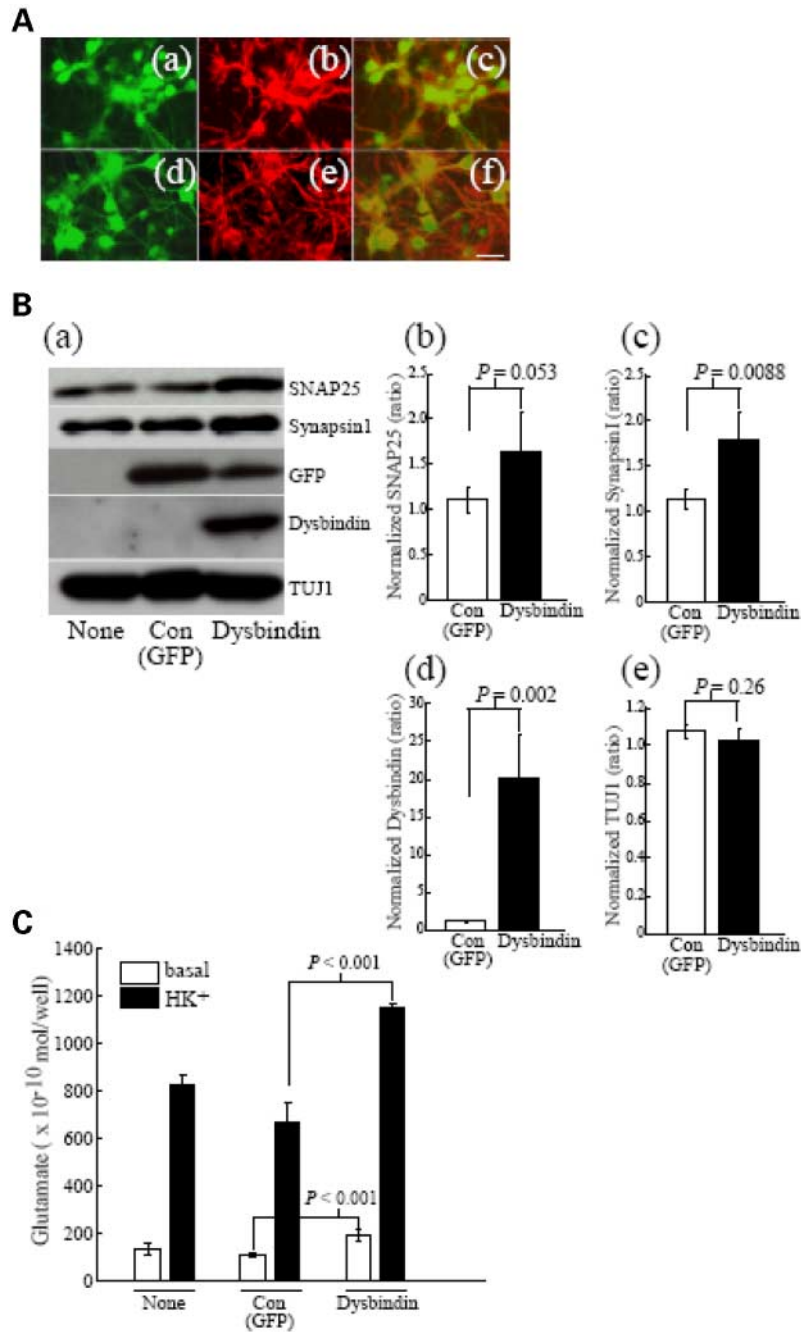 A
(a)
(b)
(c)
(d)
(e)
(f)
B
(a)
SNAP25
Synapsin1
GFP
Dysbindin
TUJ1
None
Con
(GFP)
Dysbindin
(b)
Normalized SNAP25 (ratio)
2.5
2.0
1.5
1.0
0.5
0
P = 0.053
Con
(GFP)
Dysbindin
(c)
Normalized SynapsinI (ratio)
2.5
2.0
1.5
1.0
0.5
0
P = 0.0088
Con
(GFP)
Dysbindin
(d)
Normalized Dysbindin (ratio)
30
25
20
15
10
5
0
P = 0.002
Con
(GFP)
Dysbindin
(e)
Normalized TUJ1 (ratio)
1.2
1.0
0.8
0.6
0.4
0.2
0
P = 0.26
Con
(GFP)
Dysbindin
C
Glutamate ( x 10-10 mol/well)
1400
1200
1000
800
600
400
200
0
basal
HK+
P < 0.001
P < 0.001
None
Con
(GFP)
Dysbindin